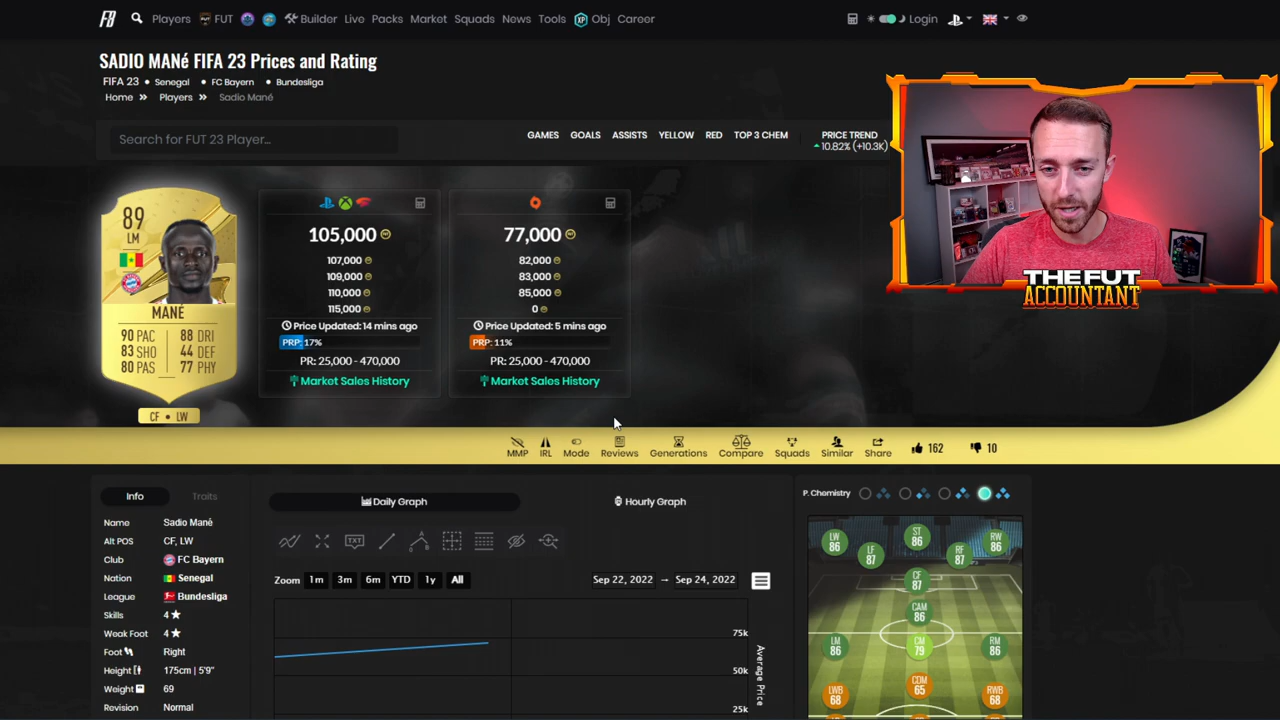 FB Players FUT Builder Live Packs Market Squads News Tools XP Obj Career Login
SADIO MANé FIFA 23 Prices and Rating
FIFA 23 • Senegal • FC Bayern • Bundesliga
Home Players Sadio Mané
Search for FUT 23 Player...
GAMES GOALS ASSISTS YELLOW RED TOP 3 CHEM
PRICE TREND
10.82% (+10.3K)
THE FUT
ACCOUNTANT
89
LM
MANÉ
90 PAC 88 DRI
83 SHO 44 DEF
80 PAS 77 PHY
CF • LW
105,000
107,000
109,000
110,000
115,000
Price Updated: 14 mins ago
PRP: 17%
PR: 25,000 - 470,000
Market Sales History
77,000
82,000
83,000
85,000
0
Price Updated: 5 mins ago
PRP: 11%
PR: 25,000 - 470,000
Market Sales History
MMP IRL Mode Reviews Generations Compare Squads Similar Share 162 10
Info Traits
Name Sadio Mané
Alt POS CF, LW
Club FC Bayern
Nation Senegal
League Bundesliga
Skills 4
Weak Foot 4
Foot Right
Height 175cm | 5'9"
Weight 69
Revision Normal
Daily Graph Hourly Graph
TXT
Zoom 1m 3m 6m YTD 1y All Sep 22, 2022 → Sep 24, 2022
75k
50k
25k
Average Price
P. Chemistry
LW
86
ST
86
RW
86
LF
87
RF
87
CF
87
CAM
86
LM
86
CM
79
RM
86
CDM
65
LWB
68
RWB
68